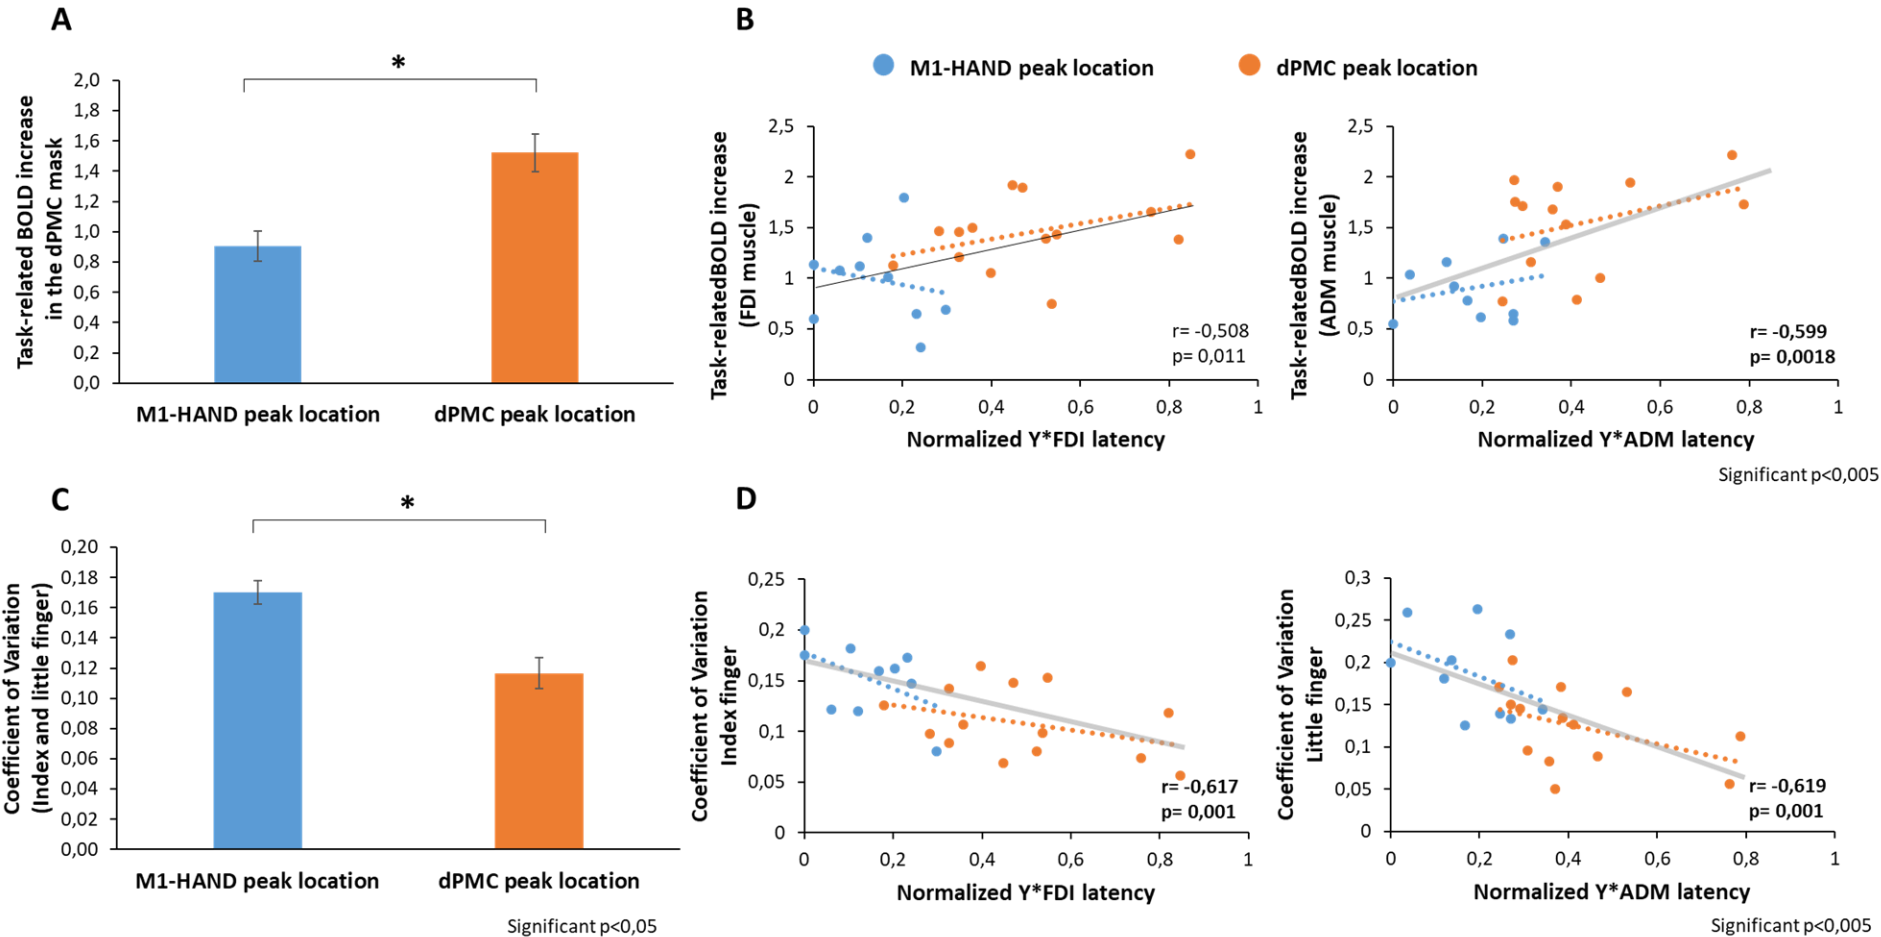 A
*
2,0
1,8
1,6
1,4
1,2
1,0
0,8
0,6
0,4
0,2
0,0
Task-related BOLD increase
in the dPMC mask
M1-HAND peak location
dPMC peak location
B
M1-HAND peak location
dPMC peak location
2,5
2
1,5
1
0,5
0
Task-relatedBOLD increase
(FDI muscle)
r= -0,508
p= 0,011
0
0,2
0,4
0,6
0,8
1
Normalized Y*FDI latency
2,5
2
1,5
1
0,5
0
Task-relatedBOLD increase
(ADM muscle)
r= -0,599
p= 0,0018
0
0,2
0,4
0,6
0,8
1
Normalized Y*ADM latency
Significant p<0,005
C
*
0,20
0,18
0,16
0,14
0,12
0,10
0,08
0,06
0,04
0,02
0,00
Coefficient of Variation
(Index and little finger)
M1-HAND peak location
dPMC peak location
Significant p<0,05
D
0,25
0,2
0,15
0,1
0,05
0
Coefficient of Variation
Index finger
r= -0,617
p= 0,001
0
0,2
0,4
0,6
0,8
1
Normalized Y*FDI latency
0,3
0,25
0,2
0,15
0,1
0,05
0
Coefficient of Variation
Little finger
r= -0,619
p= 0,001
0
0,2
0,4
0,6
0,8
1
Normalized Y*ADM latency
Significant p<0,005